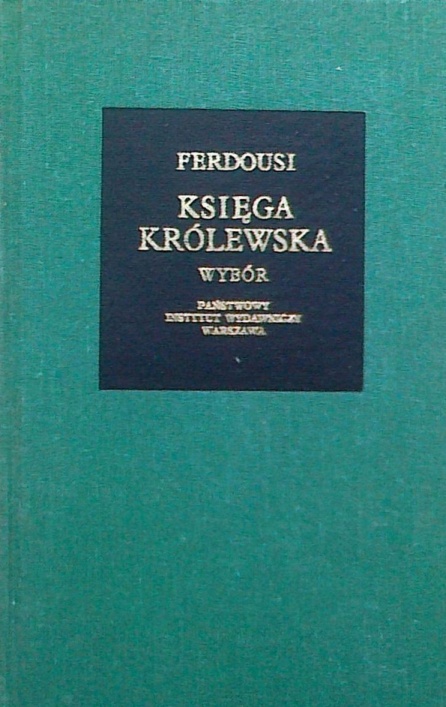 FERDOUSI
KSIĘGA
KRÓLEWSKA
WYBÓR
PAŃSTWOWY
INSTYTUT WYDAWNICZY
WARSZAWA